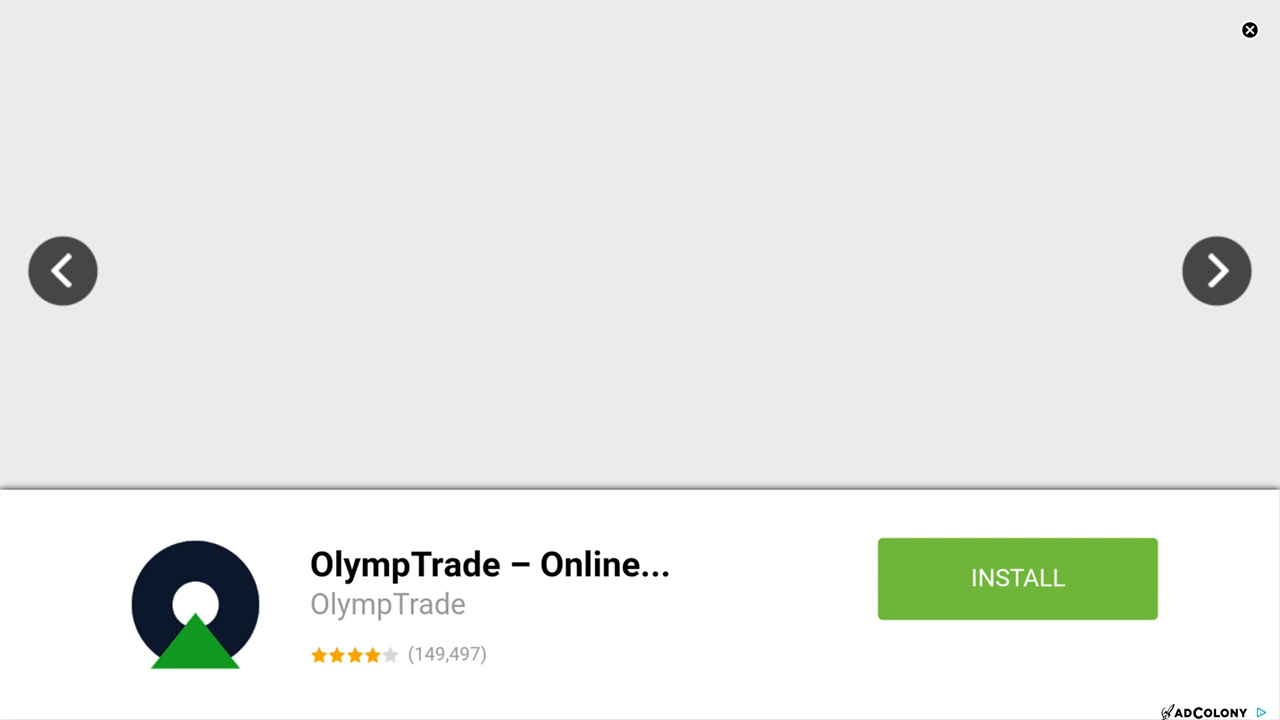 OlympTrade – Online...
OlympTrade
(149,497)
INSTALL
ADCOLONY